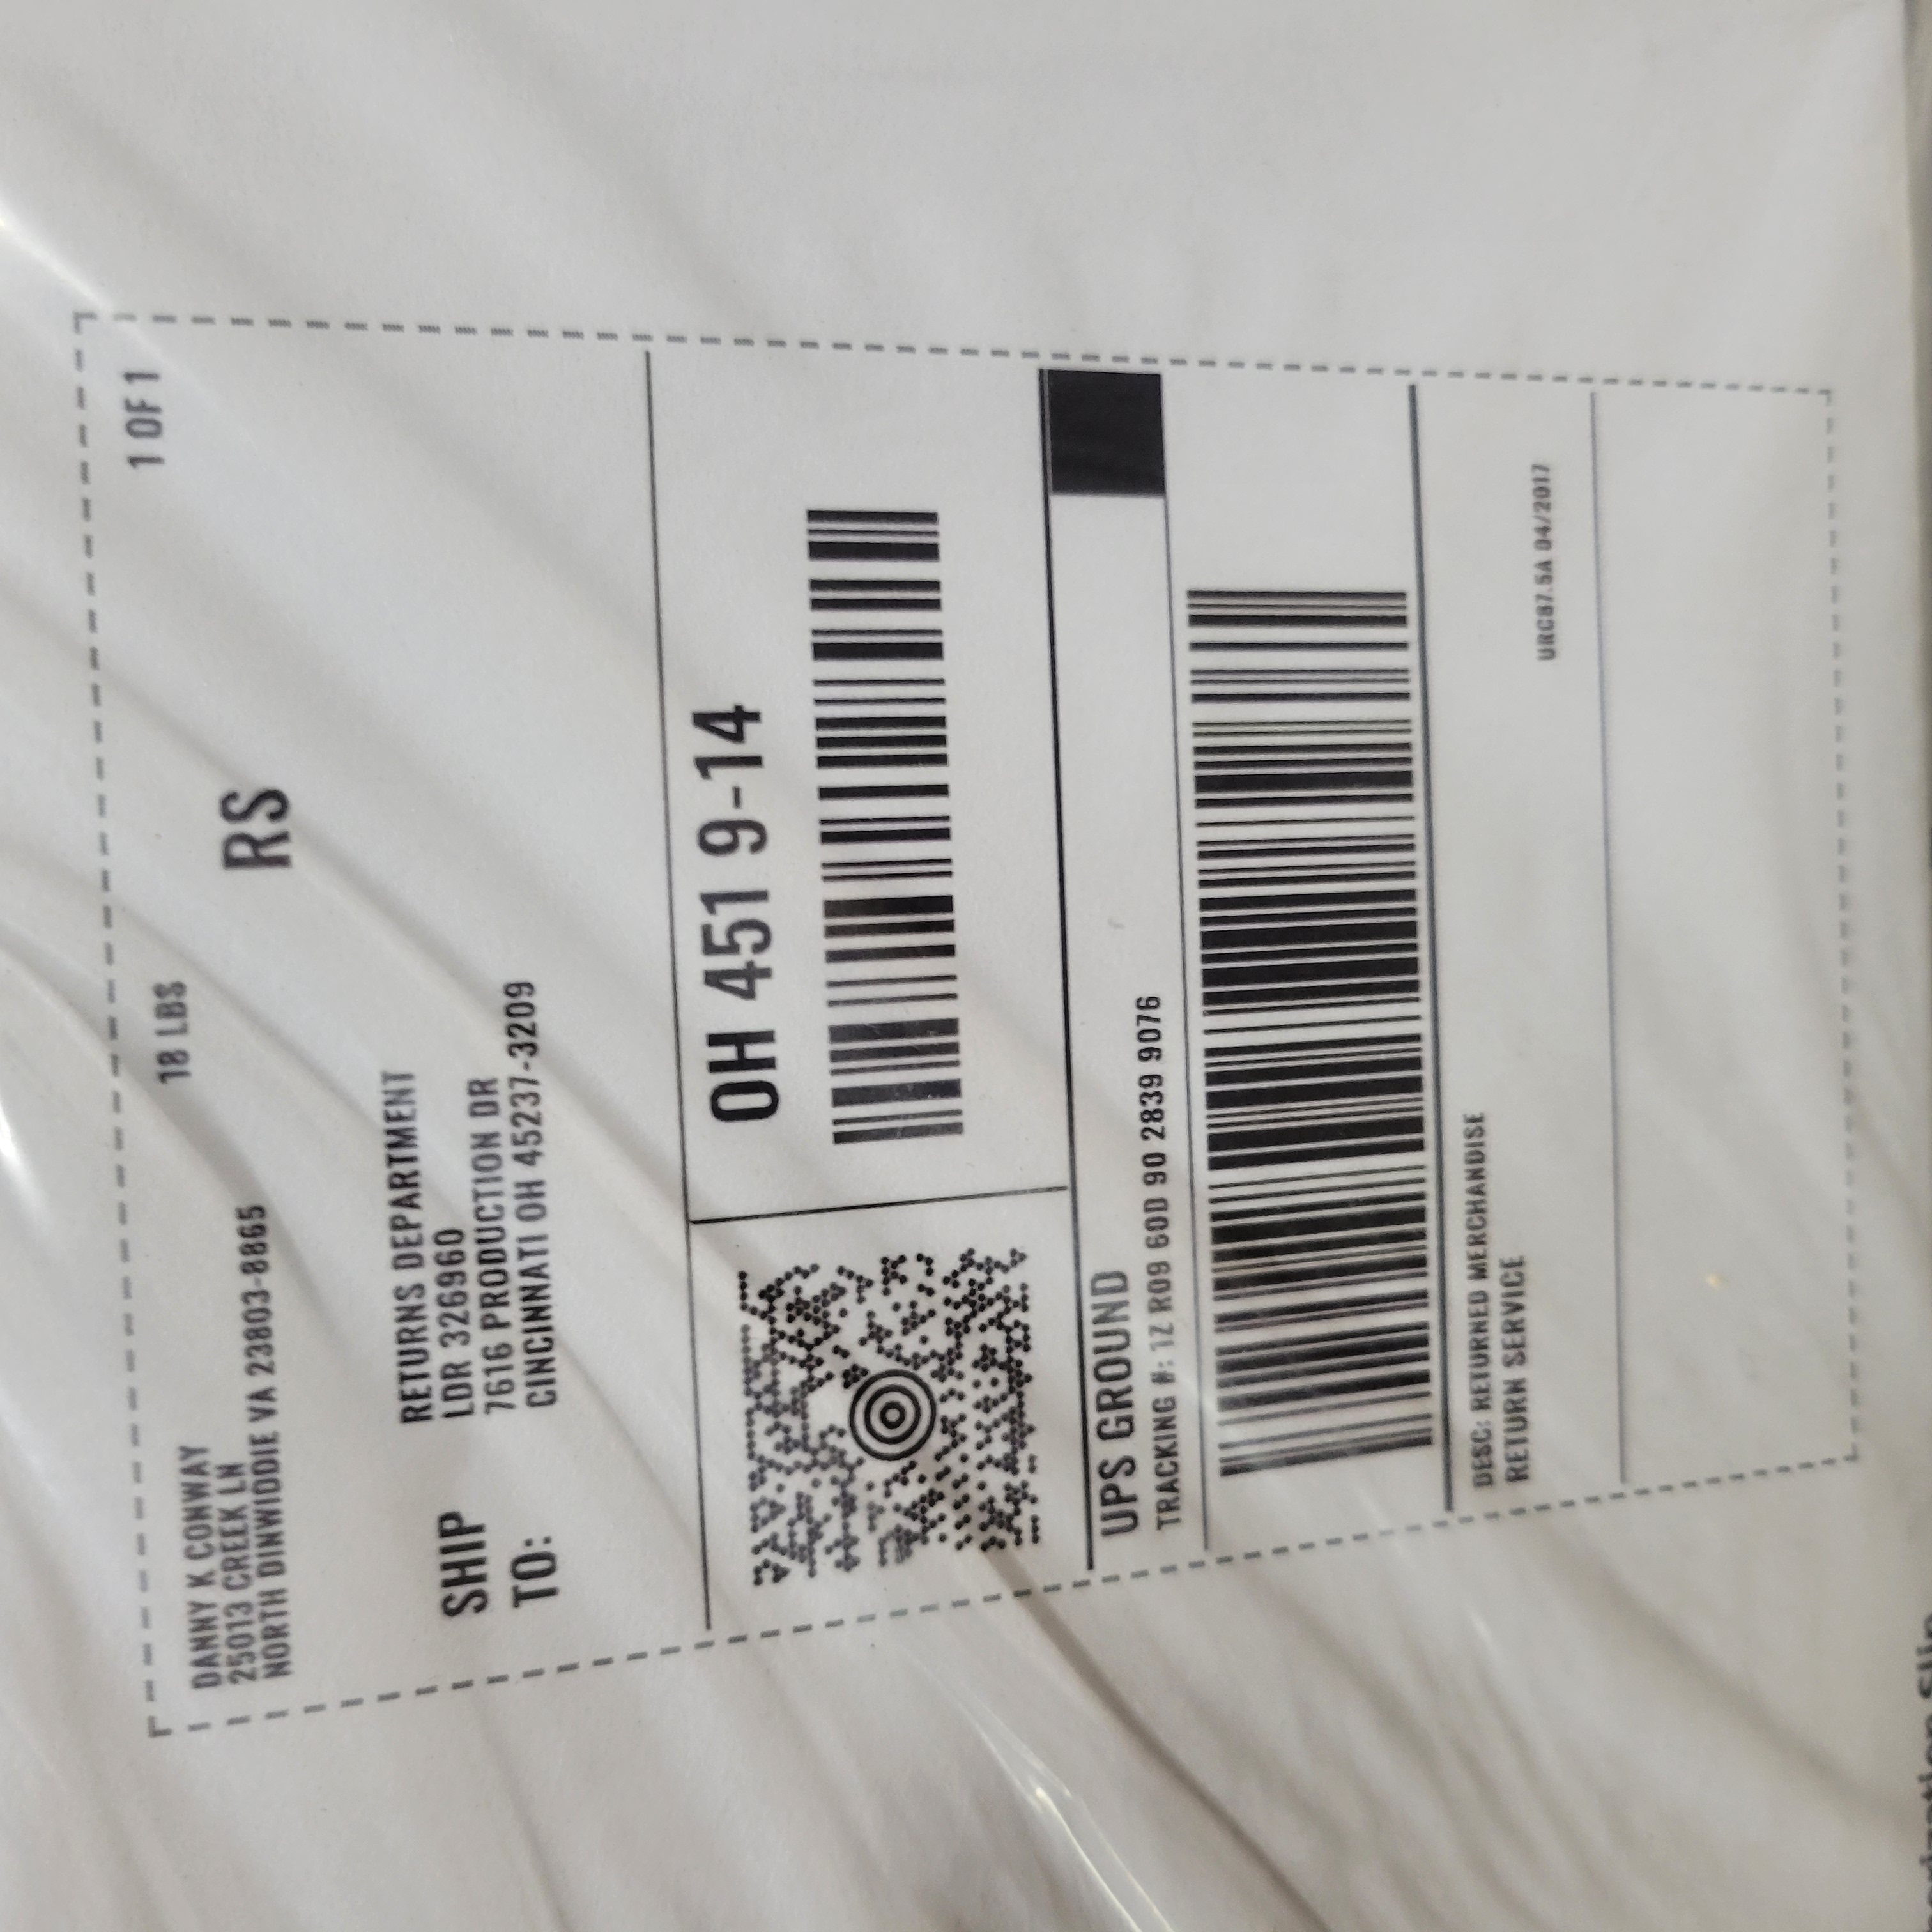 DANNY K CONWAY
25013 CREEK LN
NORTH DINWIDDIE VA 23803-8865
18 LBS
1 OF 1
RS
SHIP
TO:
RETURNS DEPARTMENT
LDR 326960
7616 PRODUCTION DR
CINCINNATI OH 45237-3209
OH 451 9-14
UPS GROUND
TRACKING #: 1Z R09 60D 90 2839 9076
DESC: RETURNED MERCHANDISE
RETURN SERVICE
URC87.5A 04/2017